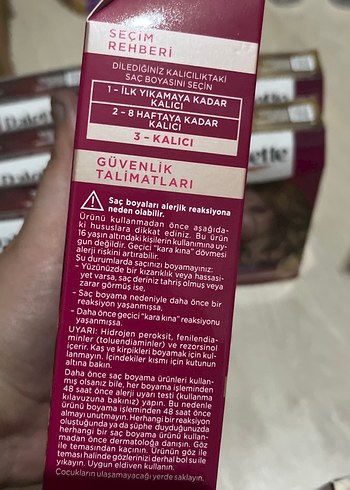 SEÇİM
REHBERİ
DİLEDİĞİNİZ KALICILIKTAKİ
SAÇ BOYASINI SEÇİN
1 - İLK YIKAMAYA KADAR
KALICI
2 - 8 HAFTAYA KADAR
KALICI
3 - KALICI
GÜVENLİK
TALİMATLARI
Saç boyaları alerjik reaksiyona
neden olabilir.
Ürünü kullanmadan önce aşağıda-
ki hususlara dikkat ediniz. Bu ürün
16 yaşın altındaki kişilerin kullanımına uy-
gun değildir. Geçici "kara kına" dövmesi
alerji riskini artırabilir.
Şu durumlarda saçınızı boyamayınız:
- Yüzünüzde bir kızarıklık veya hassasi-
yet varsa, saç deriniz tahriş olmuş veya
zarar görmüş ise,
- Saç boyama nedeniyle daha önce bir
reaksiyon yaşanmışsa,
- Daha önce geçici "kara kına" reaksiyonu
yaşanmışsa.
UYARI: Hidrojen peroksit, fenilendia-
minler (toluendiaminler) ve rezorsinol
içerir. Kaş ve kirpikleri boyamak için kul-
lanmayın. İçindekiler kısmı için kutunun
altına bakın.
Daha önce saç boyama ürünleri kullan-
mış olsanız bile, her boyama işleminden
48 saat önce alerji uyarı testi (kullanma
kılavuzuna bakınız) yapın. Bu nedenle
ürünü boyama işleminden 48 saat önce
almayı unutmayın. Herhangi bir reaksiyon
oluştuğunda ya da şüphe duyduğunuzda
herhangi bir saç boyama ürünü kullan-
madan önce dermatoloğa danışın. Göz
ile temasından kaçının. Ürünün göz ile
teması halinde gözlerinizi derhal bol su ile
yıkayın. Uygun eldiven kullanın.
Çocukların ulaşamayacağı yerde saklayın.
ette